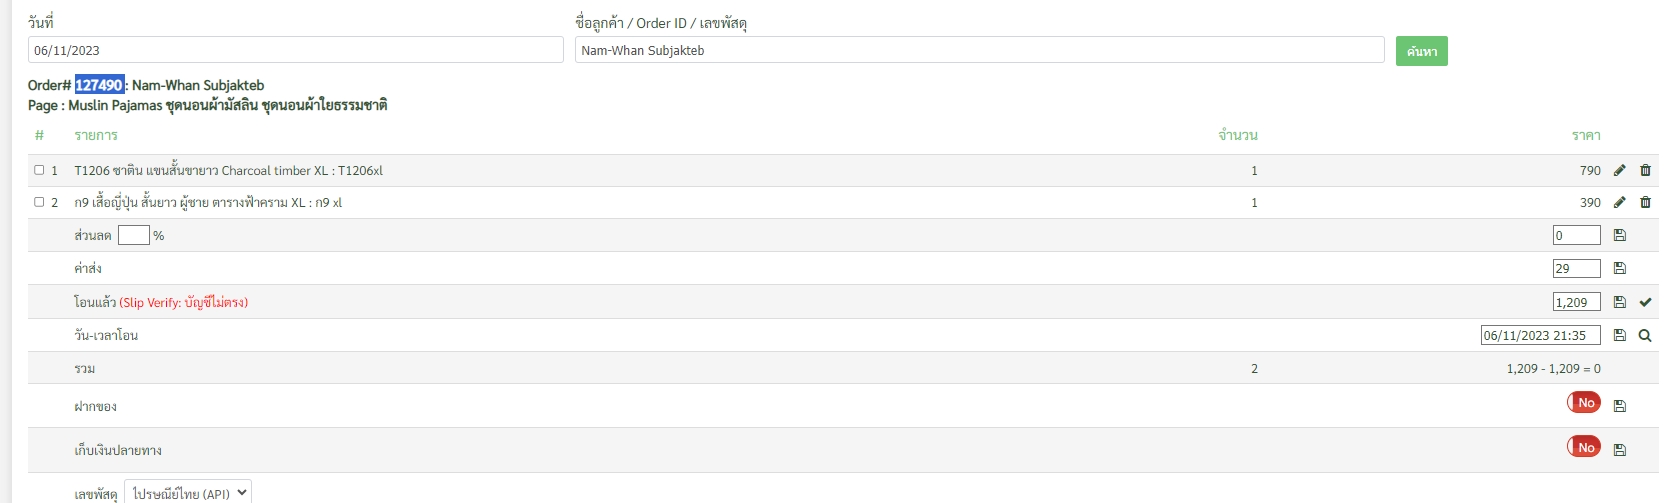 วันที่ ชื่อลูกค้า / Order ID / เลขพัสดุ
06/11/2023 Nam-Whan Subjakteb ค้นหา
Order# 127490 : Nam-Whan Subjakteb
Page : Muslin Pajamas ชุดนอนผ้ามัสลิน ชุดนอนผ้าใยธรรมชาติ
# รายการ จำนวน ราคา
1 T1206 ซาติน แขนสั้นขายาว Charcoal timber XL : T1206xl 1 790
2 ก9 เสื้อญี่ปุ่น สั้นยาว ผู้ชาย ตารางฟ้าคราม XL : ก9 xl 1 390
ส่วนลด % 0
ค่าส่ง 29
โอนแล้ว (Slip Verify: บัญชีไม่ตรง) 1,209
วัน-เวลาโอน 06/11/2023 21:35
รวม 2 1,209 - 1,209 = 0
ฝากของ No
เก็บเงินปลายทาง No
เลขพัสดุ ไปรษณีย์ไทย (API)